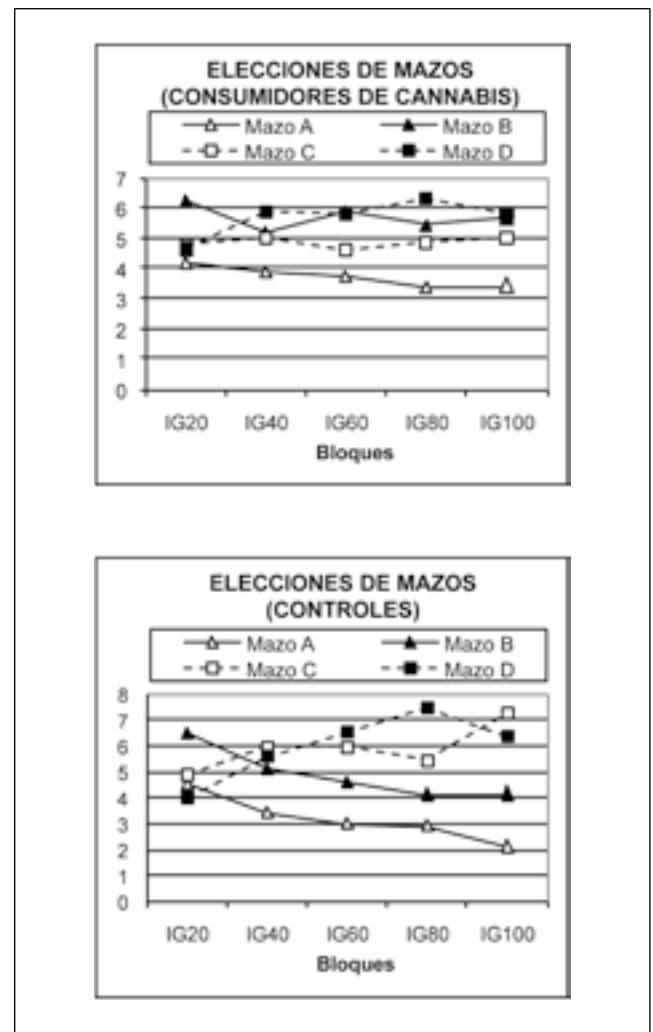 ELECCIONES DE MAZOS
(CONSUMIDORES DE CANNABIS)
Mazo A Mazo B
Mazo C Mazo D
7
6
5
4
3
2
1
0
IG20 IG40 IG60 IG80 IG100
Bloques
ELECCIONES DE MAZOS
(CONTROLES)
Mazo A Mazo B
Mazo C Mazo D
8
7
6
5
4
3
2
1
0
IG20 IG40 IG60 IG80 IG100
Bloques